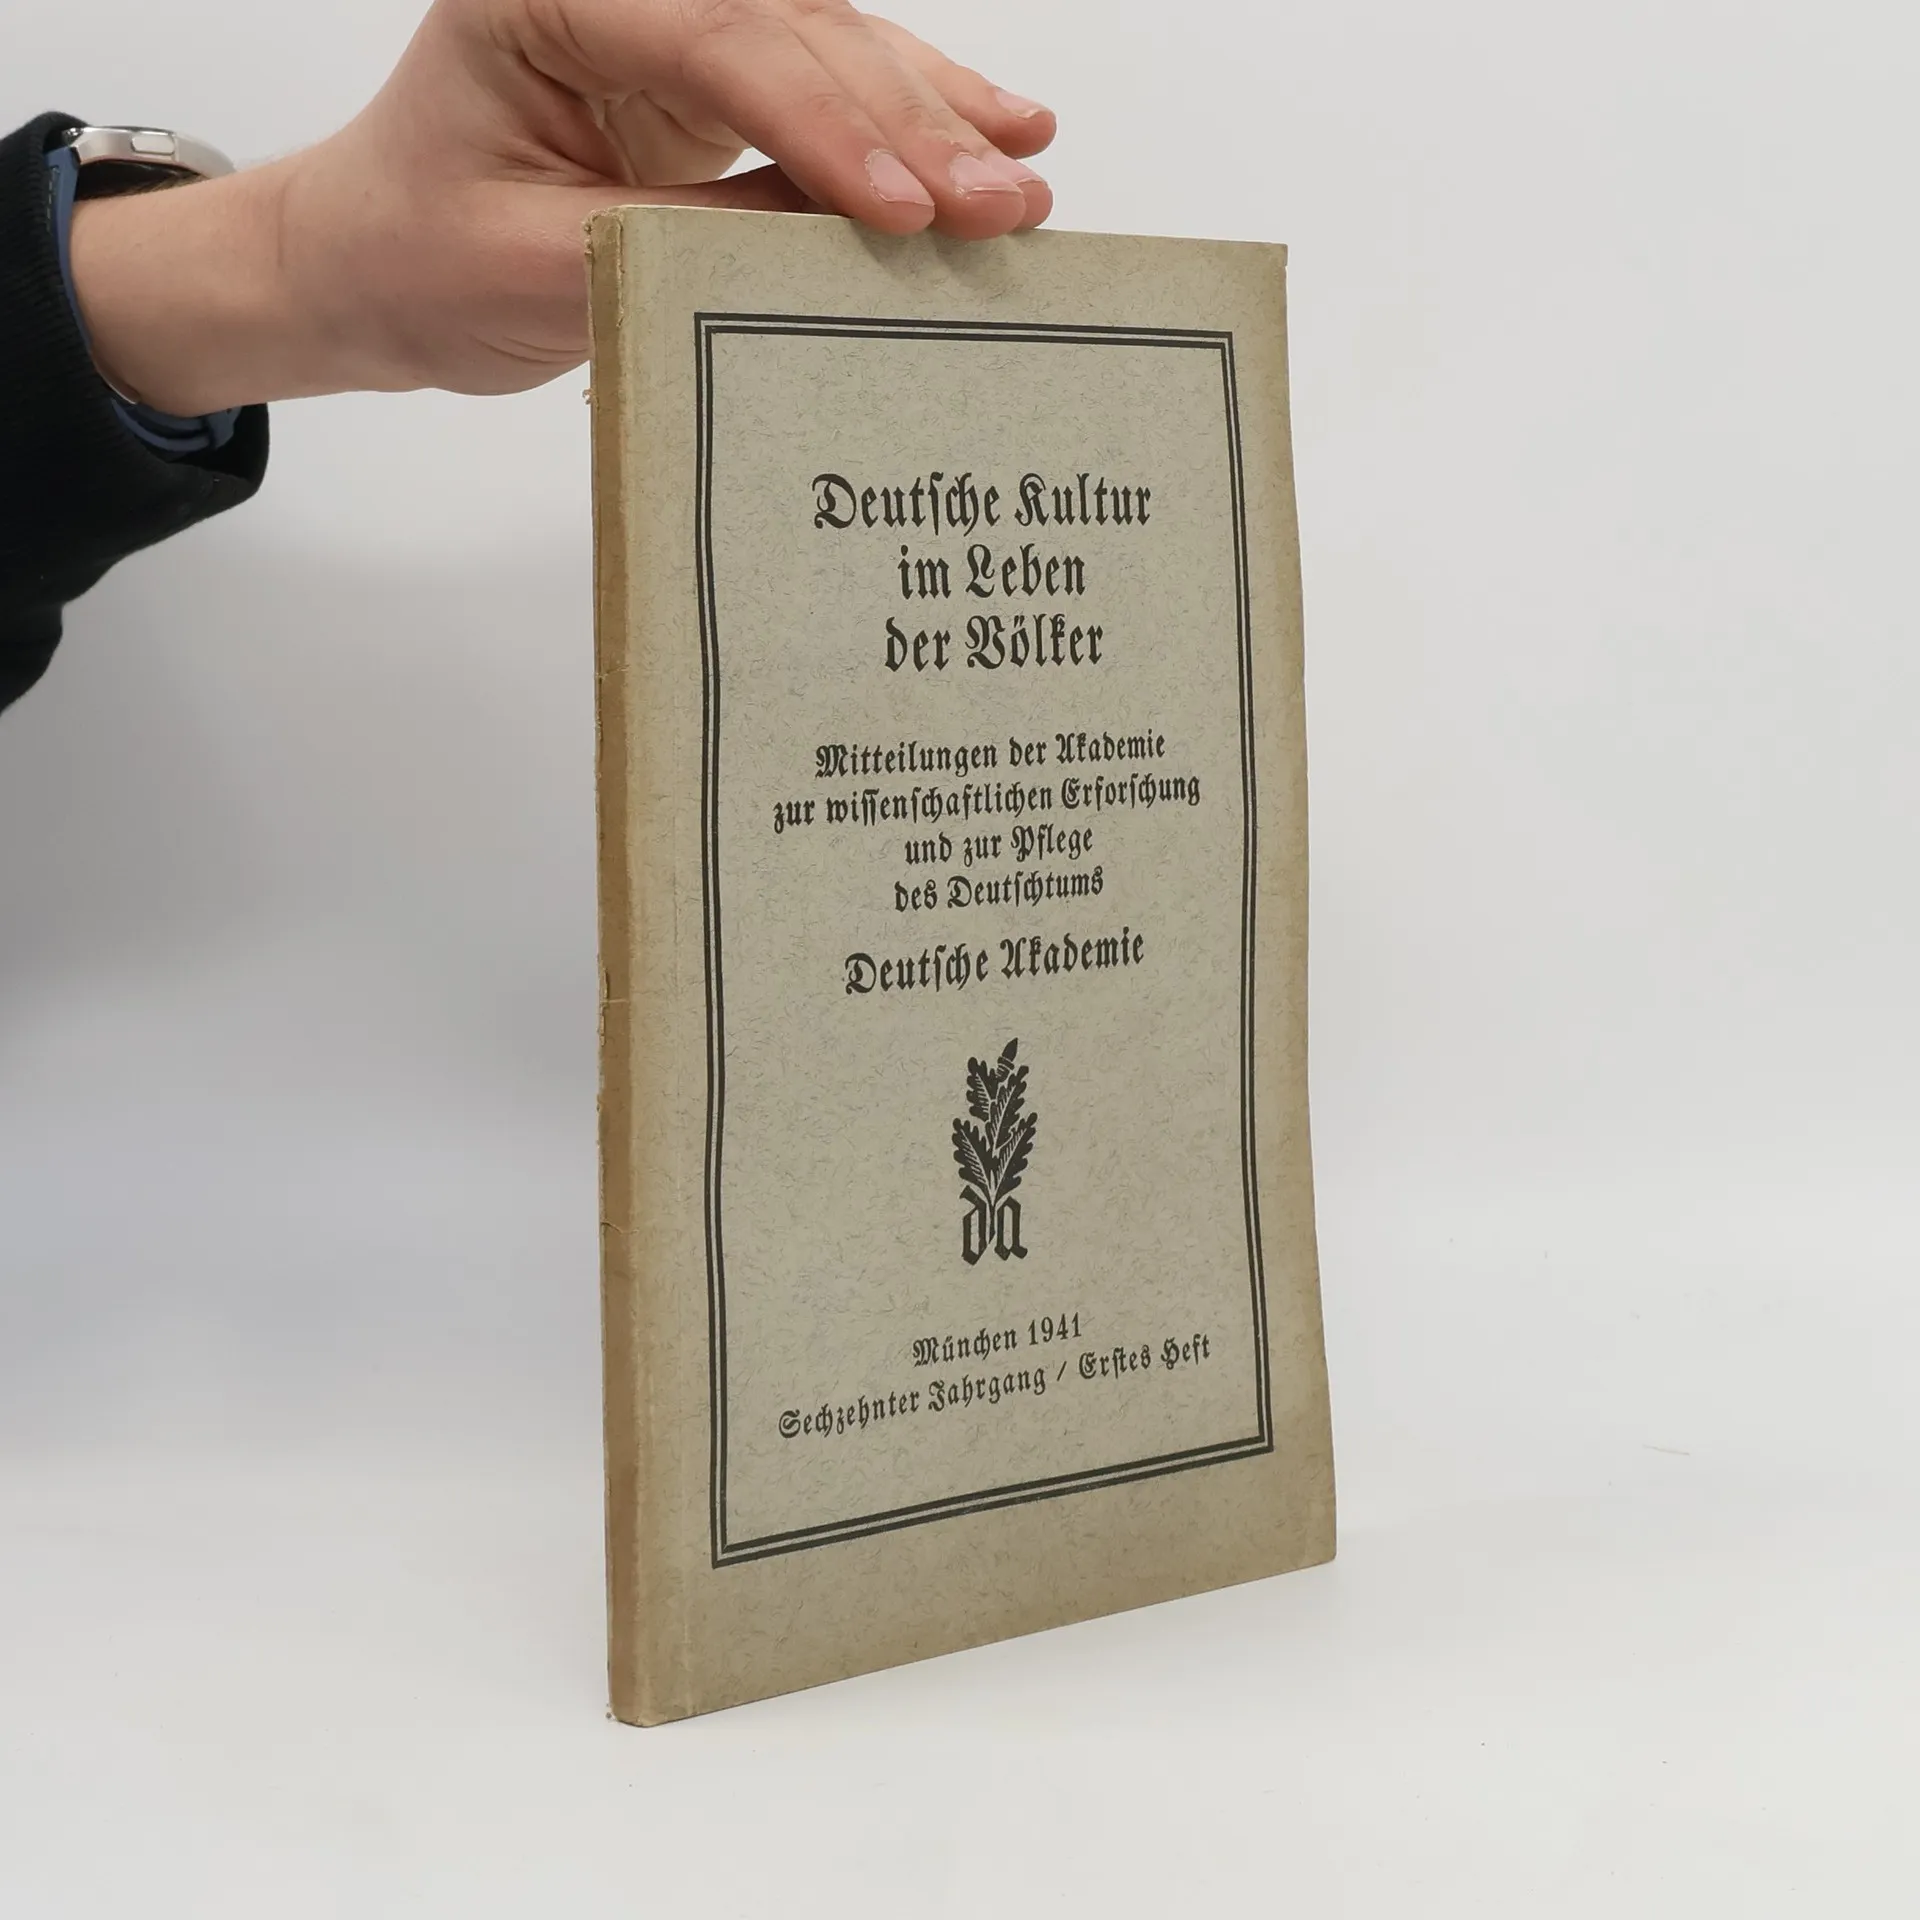 Deutſche Kultur
im Leben
der Völker
Mitteilungen der Akademie
zur wiſſenſchaftlichen Erforſchung
und zur Pflege
des Deutſchtums
Deutſche Akademie
da
München 1941
Sechzehnter Jahrgang / Erſtes Heft